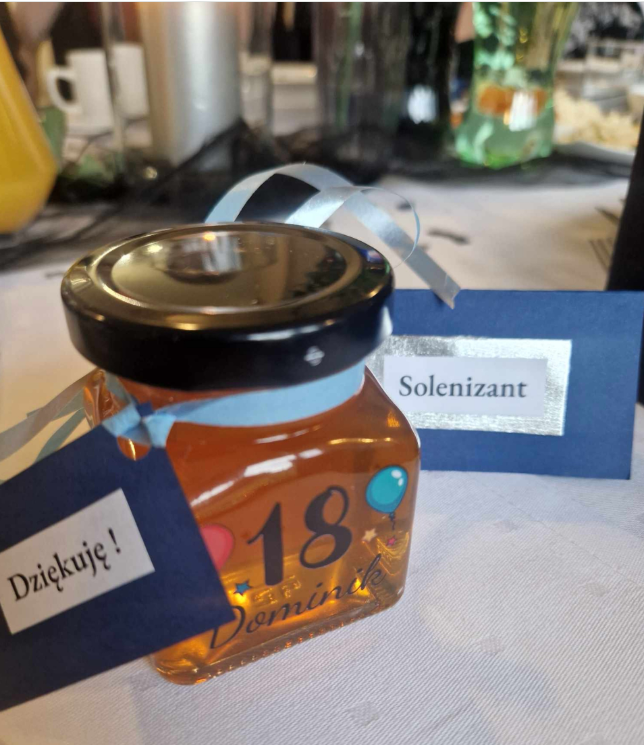 Solenizant
Dziękuję !
18
Dominik